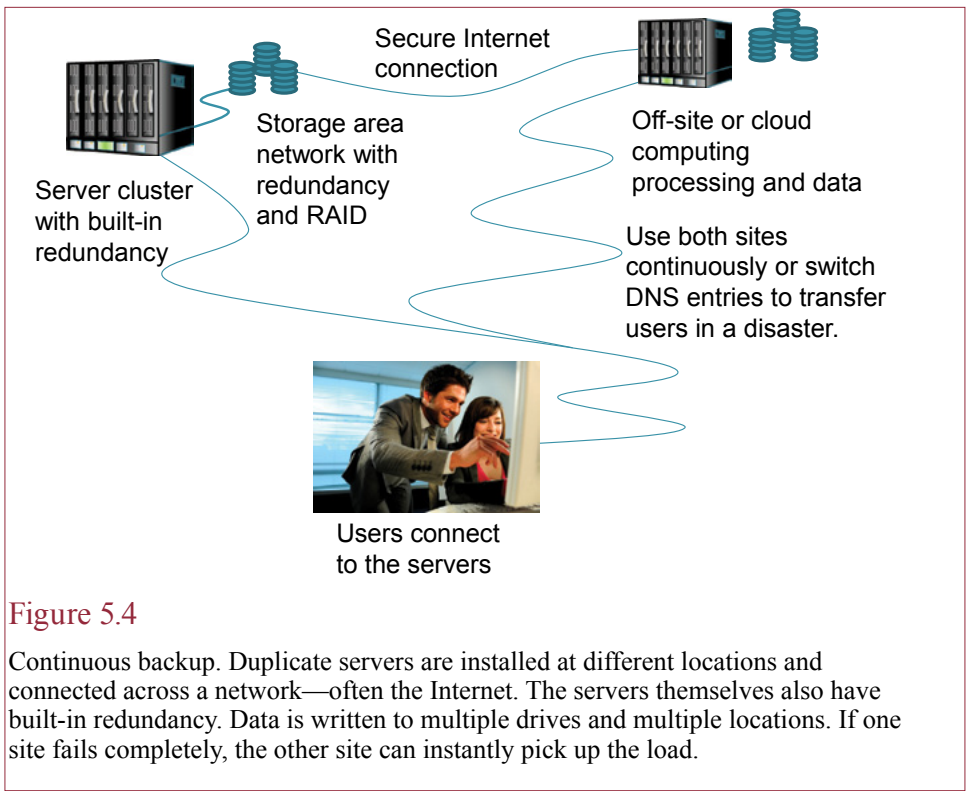 Secure Internet
connection
Storage area
network with
redundancy
and RAID
Server cluster
with built-in
redundancy
Off-site or cloud
computing
processing and data
Use both sites
continuously or switch
DNS entries to transfer
users in a disaster.
Users connect
to the servers
Figure 5.4
Continuous backup. Duplicate servers are installed at different locations and
connected across a network—often the Internet. The servers themselves also have
built-in redundancy. Data is written to multiple drives and multiple locations. If one
site fails completely, the other site can instantly pick up the load.